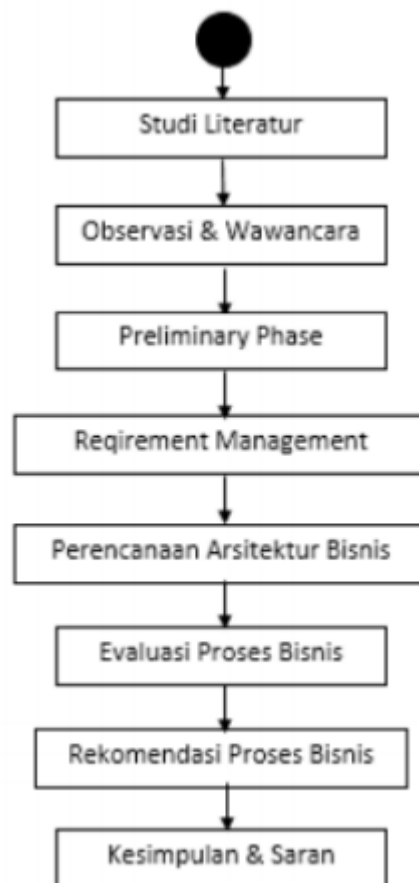 Studi Literatur
Observasi & Wawancara
Preliminary Phase
Reqirement Management
Perencanaan Arsitektur Bisnis
Evaluasi Proses Bisnis
Rekomendasi Proses Bisnis
Kesimpulan & Saran